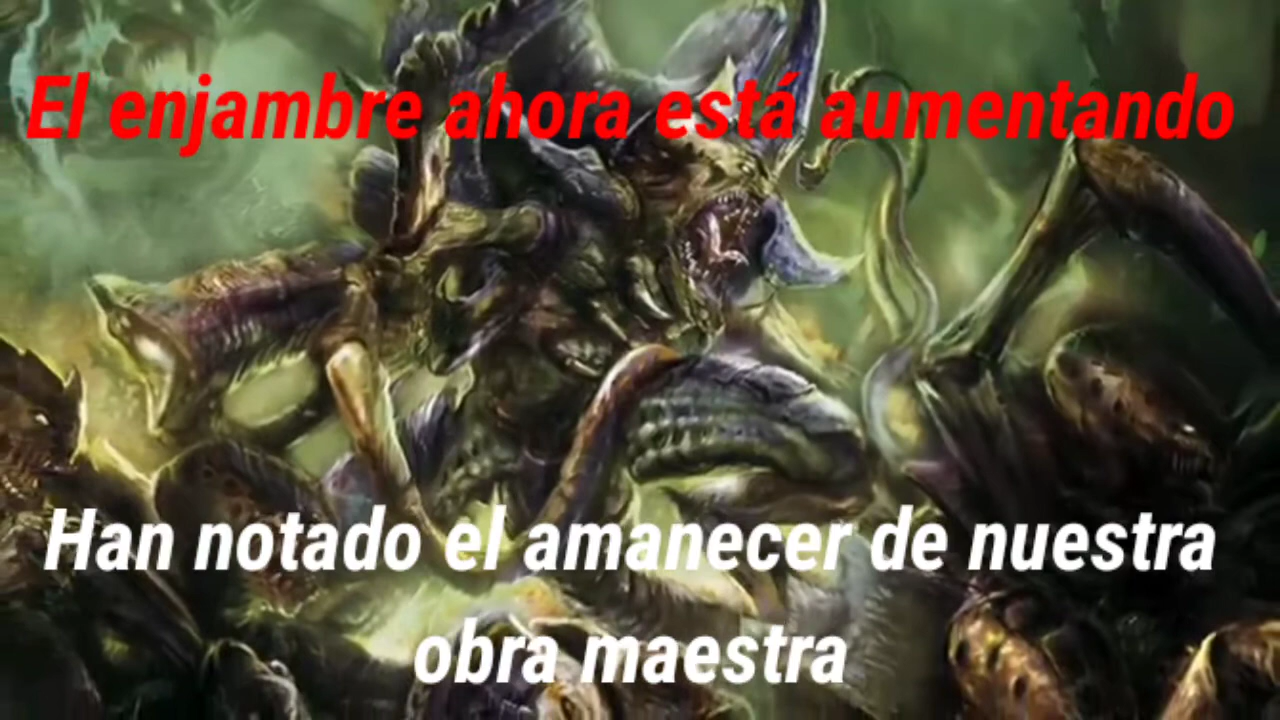 El enjambre ahora está aumentando
Han notado el amanecer de nuestra
obra maestra